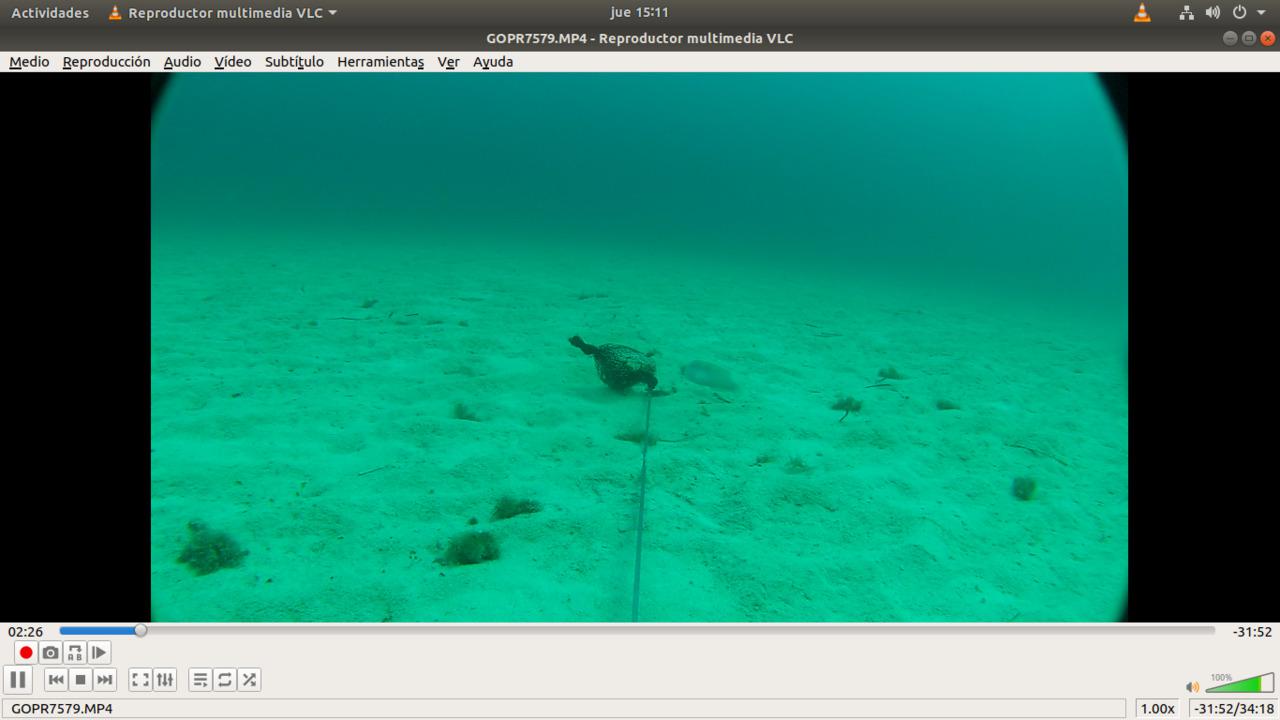 Actividades Reproductor multimedia VLC jue 15:11
GOPR7579.MP4 - Reproductor multimedia VLC
Medio Reproducción Audio Vídeo Subtítulo Herramientas Ver Ayuda
02:26 -31:52
A B
100%
GOPR7579.MP4 1.00x -31:52/34:18